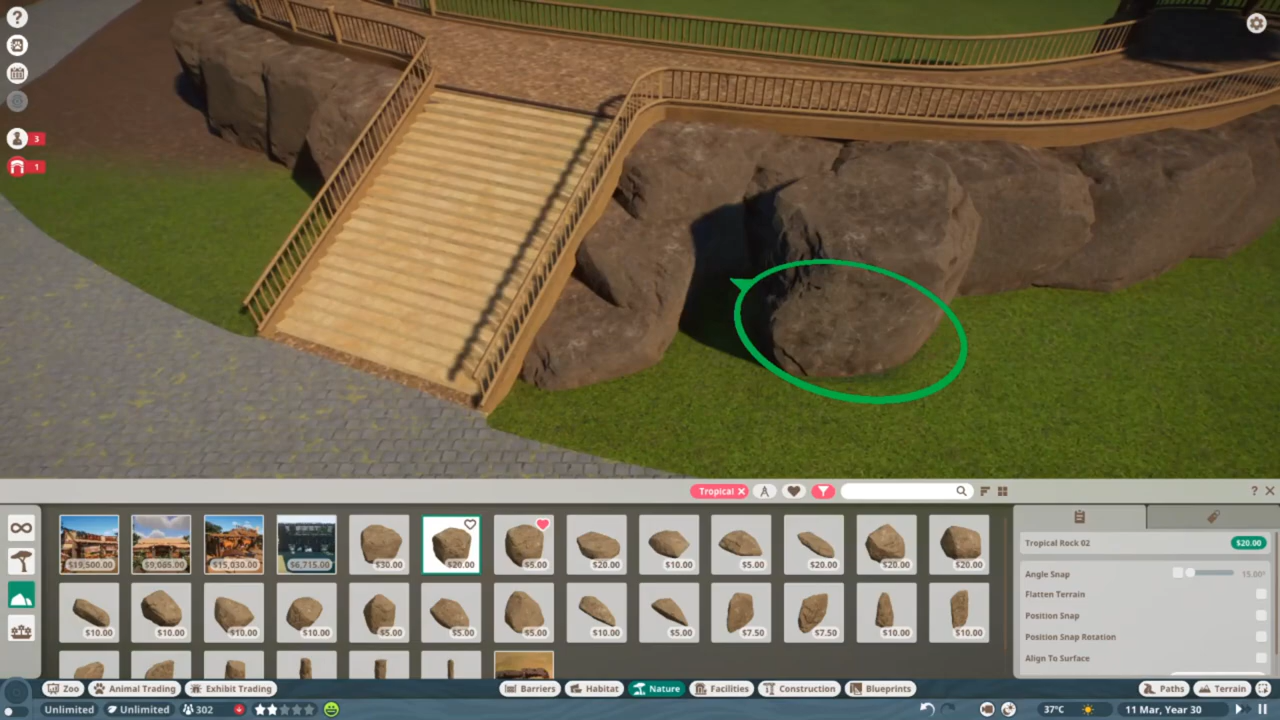 ?
3
1
Tropical ×
? ×
$19,500.00 $9,065.00 $15,030.00 $6,715.00 $30.00 $20.00 $5.00 $20.00 $10.00 $5.00 $20.00 $20.00 $20.00
$10.00 $10.00 $10.00 $10.00 $5.00 $5.00 $5.00 $10.00 $5.00 $7.50 $7.50 $10.00 $10.00
Tropical Rock 02 $20.00
Angle Snap 15.00°
Flatten Terrain
Position Snap
Position Snap Rotation
Align To Surface
Zoo Animal Trading Exhibit Trading Barriers Habitat Nature Facilities Construction Blueprints Paths Terrain
Unlimited Unlimited 302 37°C 11 Mar, Year 30